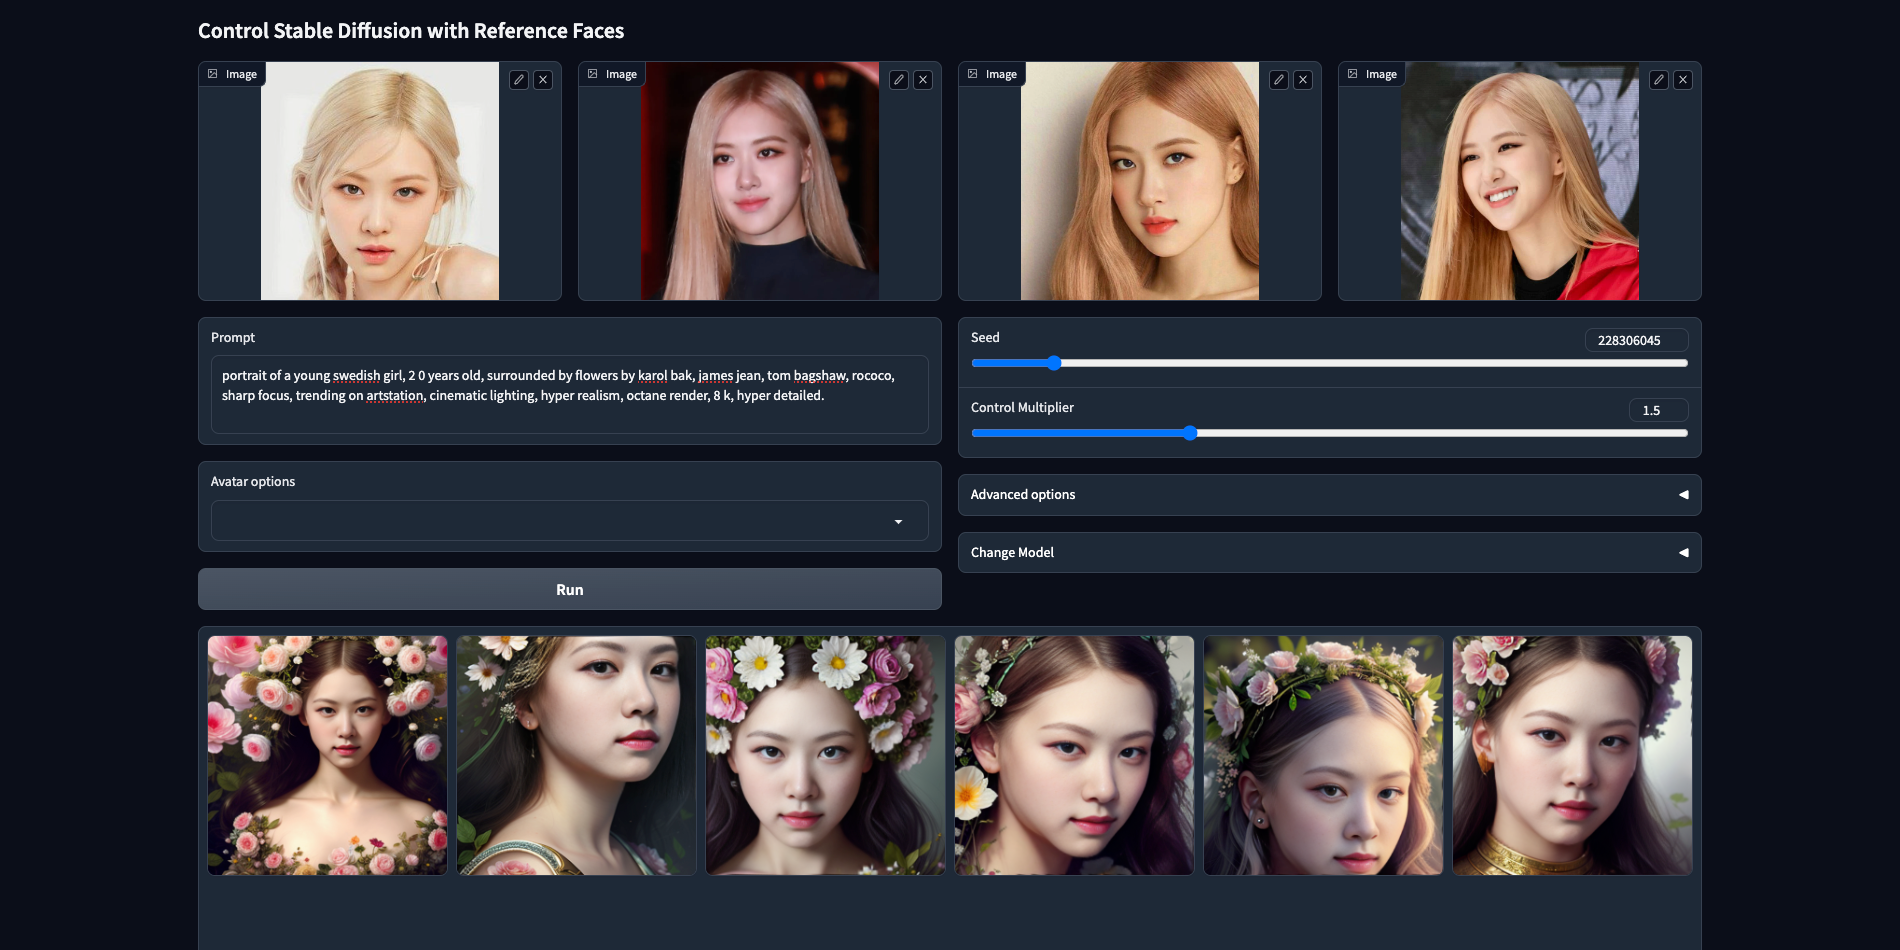 Control Stable Diffusion with Reference Faces
Image
Image
Image
Image
Prompt
portrait of a young swedish girl, 2 0 years old, surrounded by flowers by karol bak, james jean, tom bagshaw, rococo,
sharp focus, trending on artstation, cinematic lighting, hyper realism, octane render, 8 k, hyper detailed.
Seed
228306045
Control Multiplier
1.5
Avatar options
Advanced options
Change Model
Run